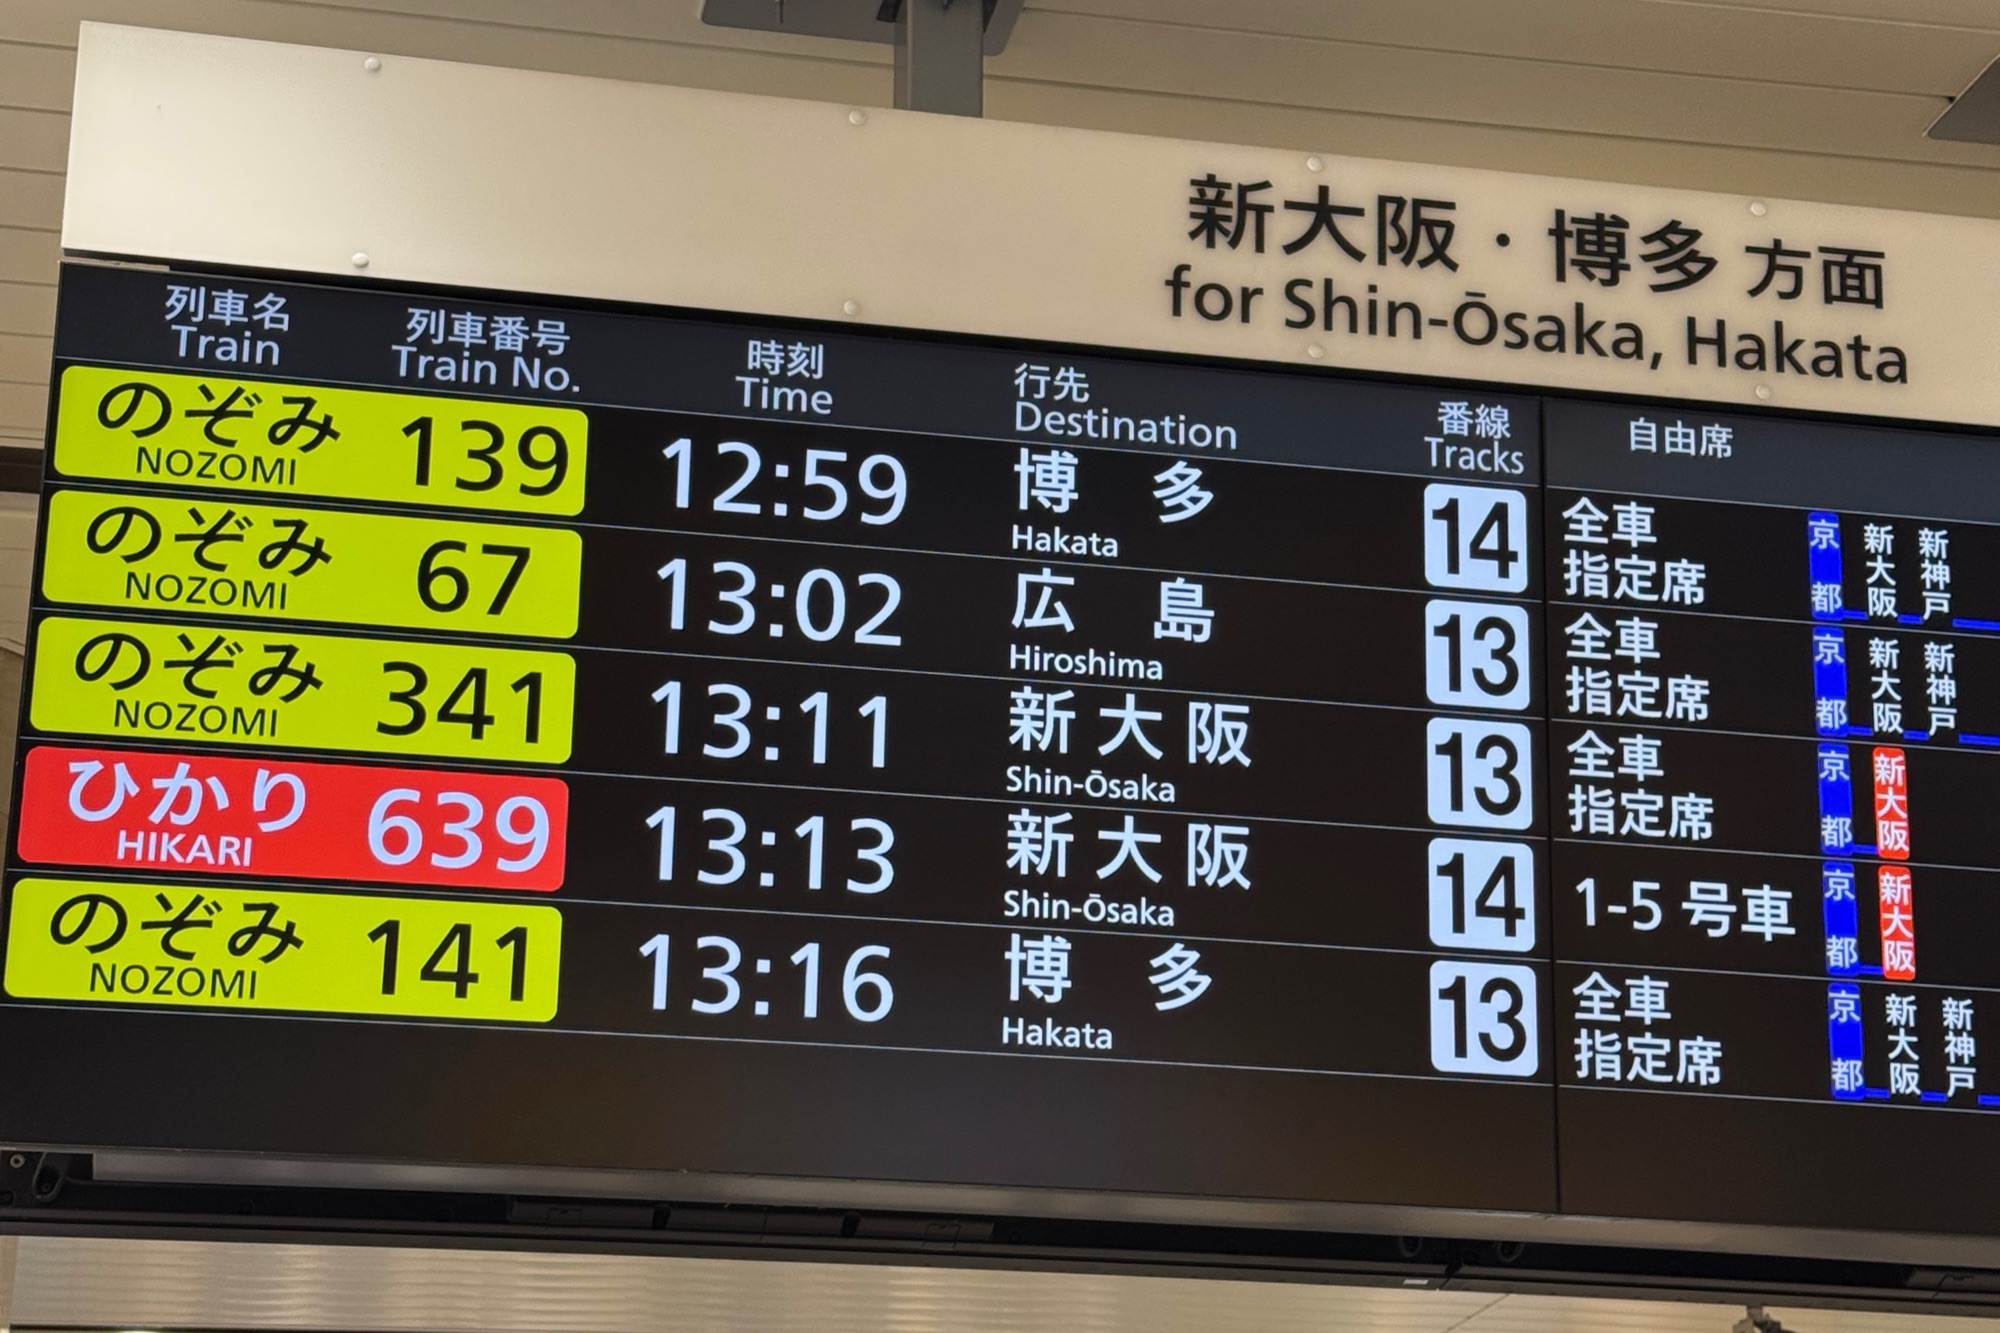 新大阪・博多 方面
for Shin-Ōsaka, Hakata
列車名 列車番号 時刻 行先 番線 自由席
Train Train No. Time Destination Tracks
のぞみ 139 12:59 博多 14 全車 京都 新大阪 新神戸
NOZOMI Hakata 指定席
のぞみ 67 13:02 広島 13 全車 京都 新大阪 新神戸
NOZOMI Hiroshima 指定席
のぞみ 341 13:11 新大阪 13 全車 京都 新大阪
NOZOMI Shin-Ōsaka 指定席
ひかり 639 13:13 新大阪 14 1-5 号車 京都 新大阪
HIKARI Shin-Ōsaka
のぞみ 141 13:16 博多 13 全車 京都 新大阪 新神戸
NOZOMI Hakata 指定席